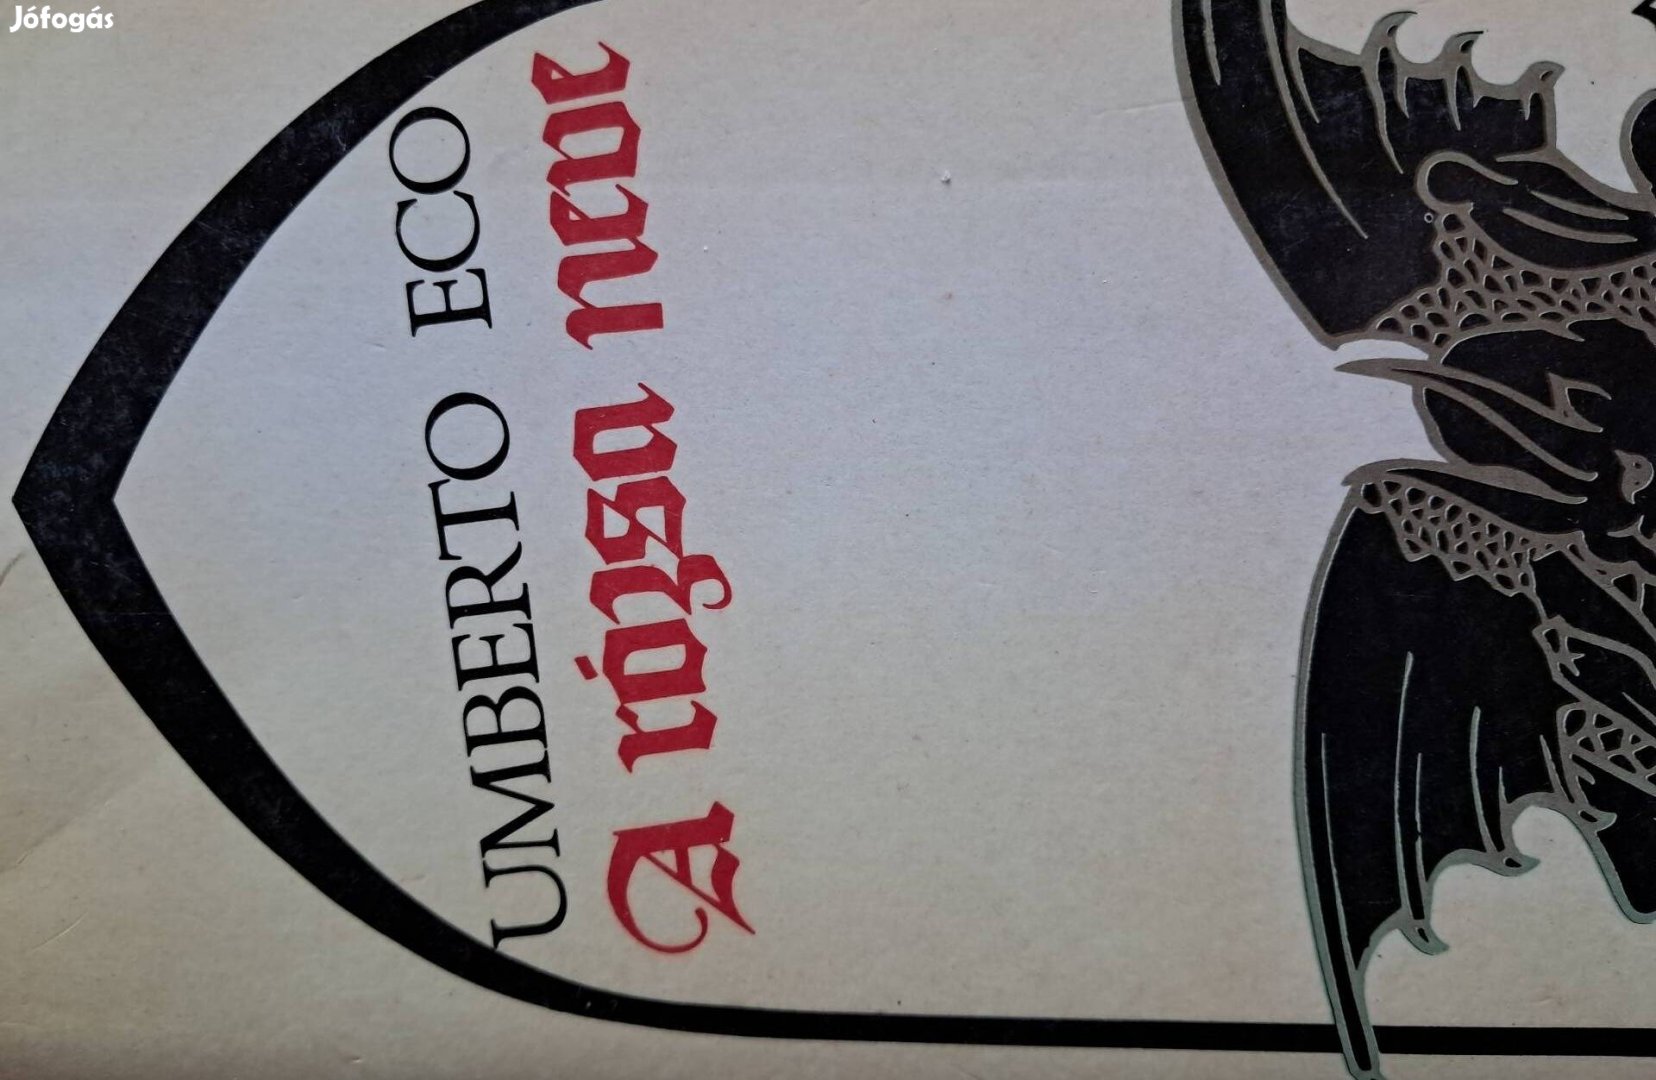 Jófogás
UMBERTO ECO
A rózsa neve